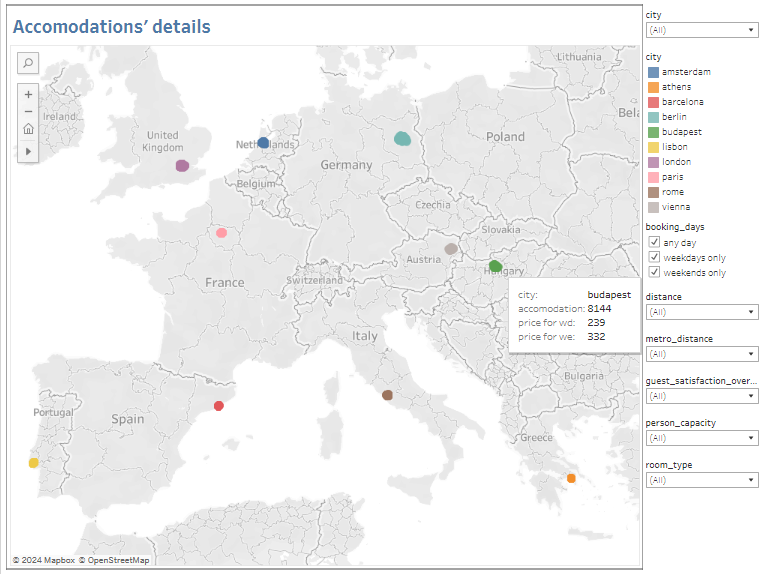 Accomodations’ details
Lithuania
Ireland
United
Kingdom
Netherlands
Poland
Germany
Belgium
Czechia
Slovakia
Austria
Hungary
France
Switzerland
Italy
Bulgaria
Portugal
Spain
Greece
city: budapest
accomodation: 8144
price for wd: 239
price for we: 332
© 2024 Mapbox © OpenStreetMap
city
(All)
city
amsterdam
athens
barcelona
berlin
budapest
lisbon
london
paris
rome
vienna
booking_days
any day
weekdays only
weekends only
distance
(All)
metro_distance
(All)
guest_satisfaction_over...
(All)
person_capacity
(All)
room_type
(All)